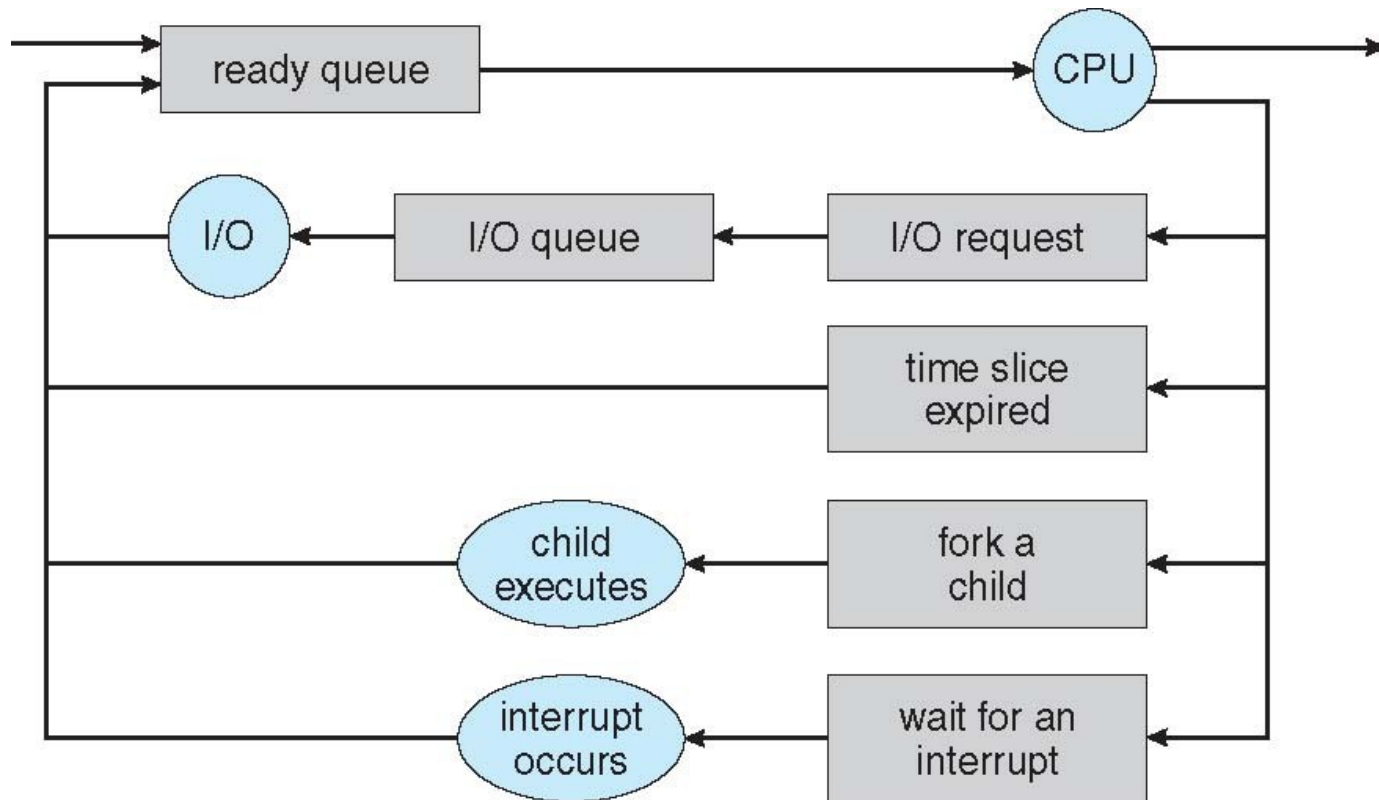 ready queue
CPU
I/O
I/O queue
I/O request
time slice
expired
child
executes
fork a
child
interrupt
occurs
wait for an
interrupt